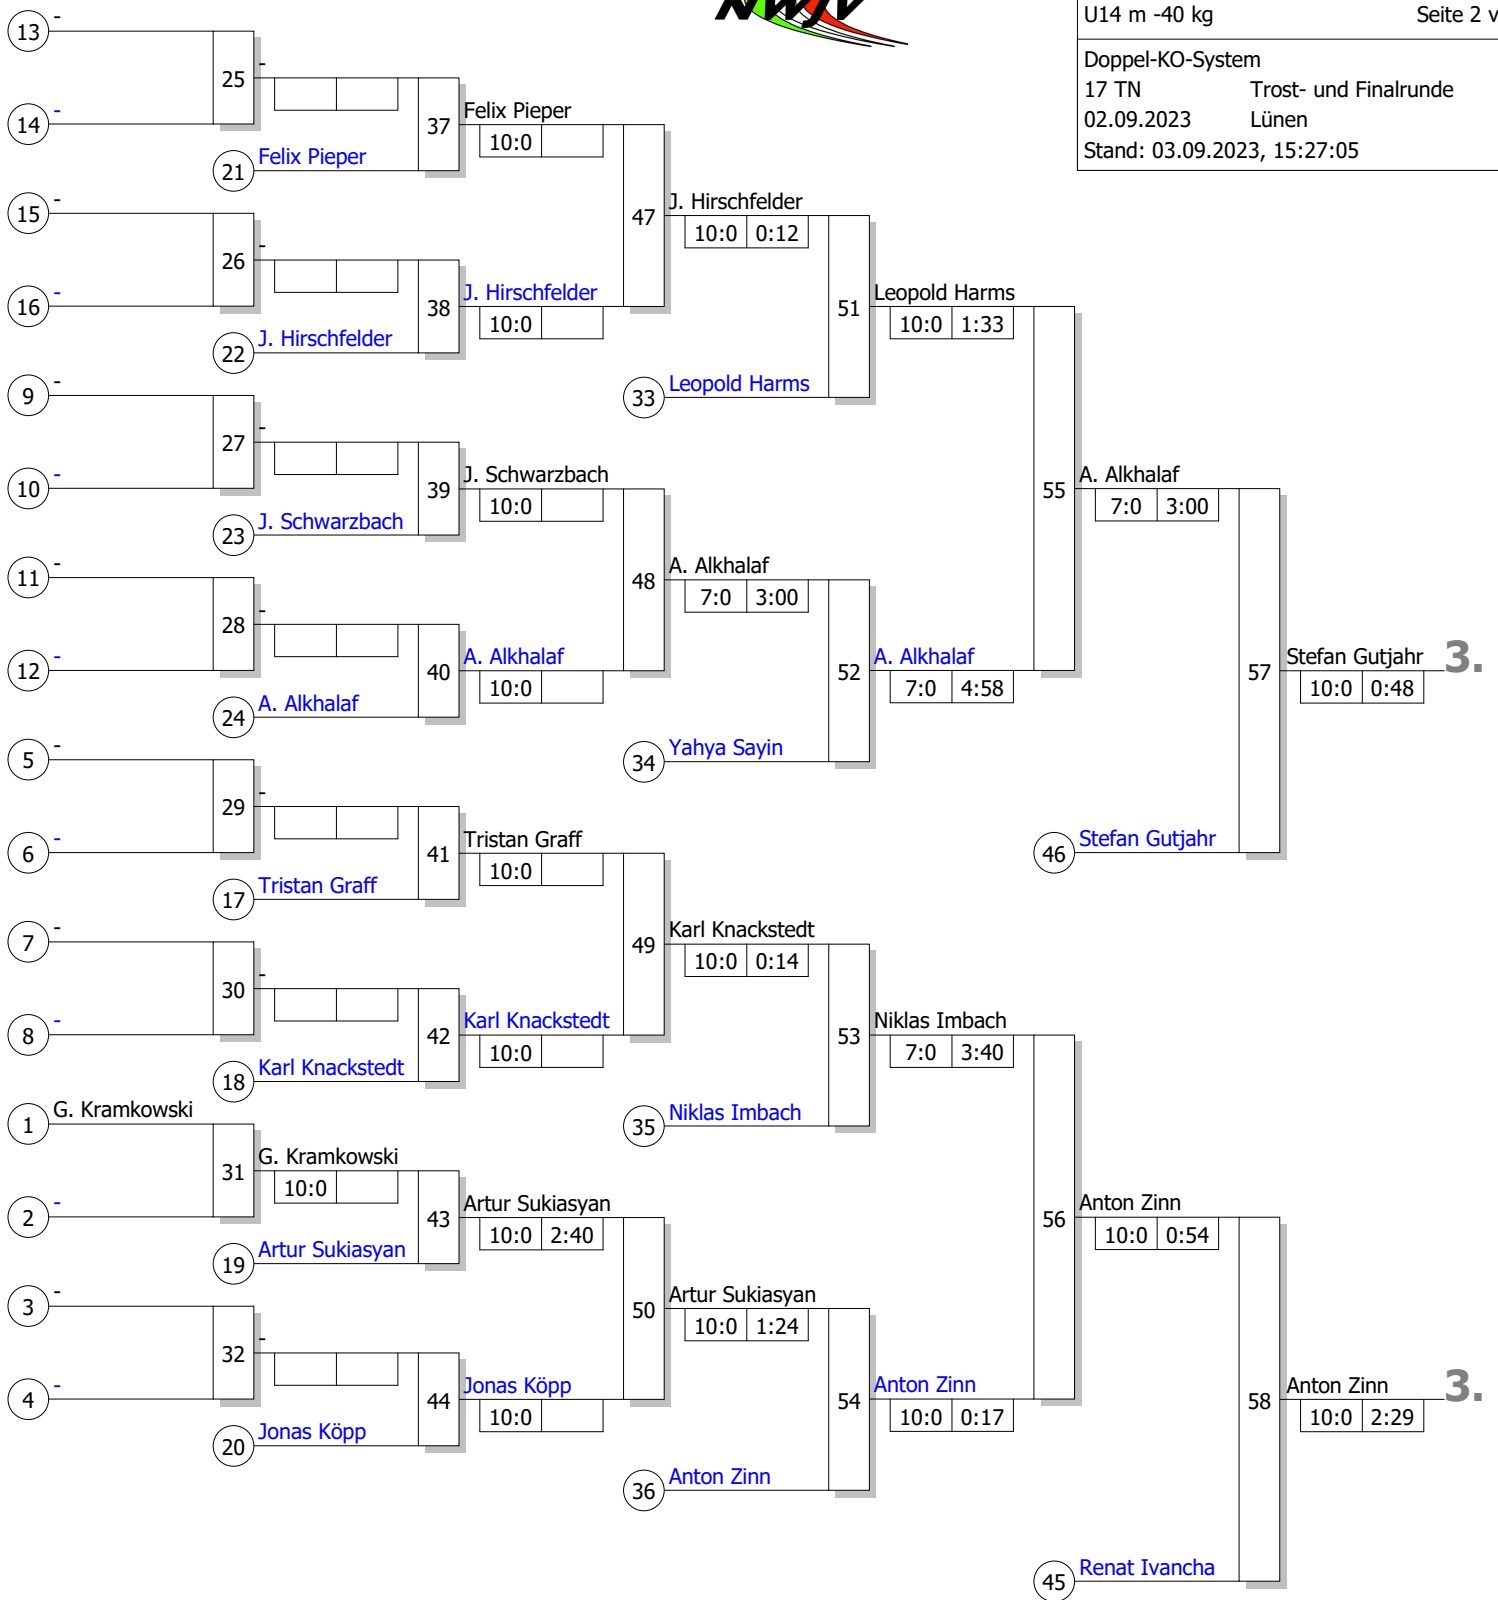 NWJV
U14 m -40 kg Seite 2 v
Doppel-KO-System
17 TN Trost- und Finalrunde
02.09.2023 Lünen
Stand: 03.09.2023, 15:27:05
13 -
25 -
14 -
37 Felix Pieper
10:0
21 Felix Pieper
15 -
47 J. Hirschfelder
10:0 0:12
26 -
16 -
38 J. Hirschfelder
10:0
22 J. Hirschfelder
51 Leopold Harms
10:0 1:33
33 Leopold Harms
9 -
27 -
10 -
39 J. Schwarzbach
10:0
23 J. Schwarzbach
55 A. Alkhalaf
7:0 3:00
11 -
48 A. Alkhalaf
7:0 3:00
28 -
12 -
40 A. Alkhalaf
10:0
24 A. Alkhalaf
52 A. Alkhalaf
7:0 4:58
34 Yahya Sayin
57 Stefan Gutjahr 3.
10:0 0:48
46 Stefan Gutjahr
5 -
29 -
6 -
41 Tristan Graff
10:0
17 Tristan Graff
7 -
49 Karl Knackstedt
10:0 0:14
30 -
8 -
42 Karl Knackstedt
10:0
18 Karl Knackstedt
53 Niklas Imbach
7:0 3:40
35 Niklas Imbach
1 G. Kramkowski
31 G. Kramkowski
10:0
2 -
43 Artur Sukiasyan
10:0 2:40
19 Artur Sukiasyan
56 Anton Zinn
10:0 0:54
3 -
50 Artur Sukiasyan
10:0 1:24
32 -
4 -
44 Jonas Köpp
10:0
20 Jonas Köpp
54 Anton Zinn
10:0 0:17
36 Anton Zinn
58 Anton Zinn 3.
10:0 2:29
45 Renat Ivancha